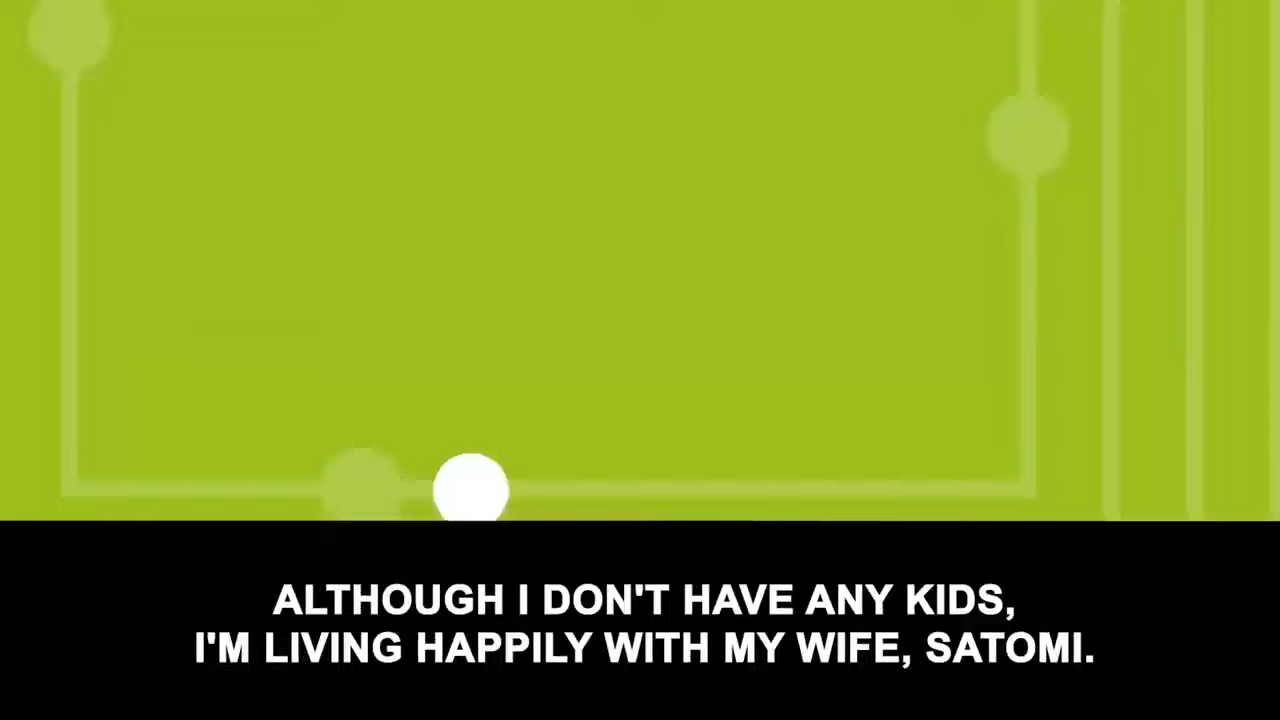 ALTHOUGH I DON'T HAVE ANY KIDS,
I'M LIVING HAPPILY WITH MY WIFE, SATOMI.